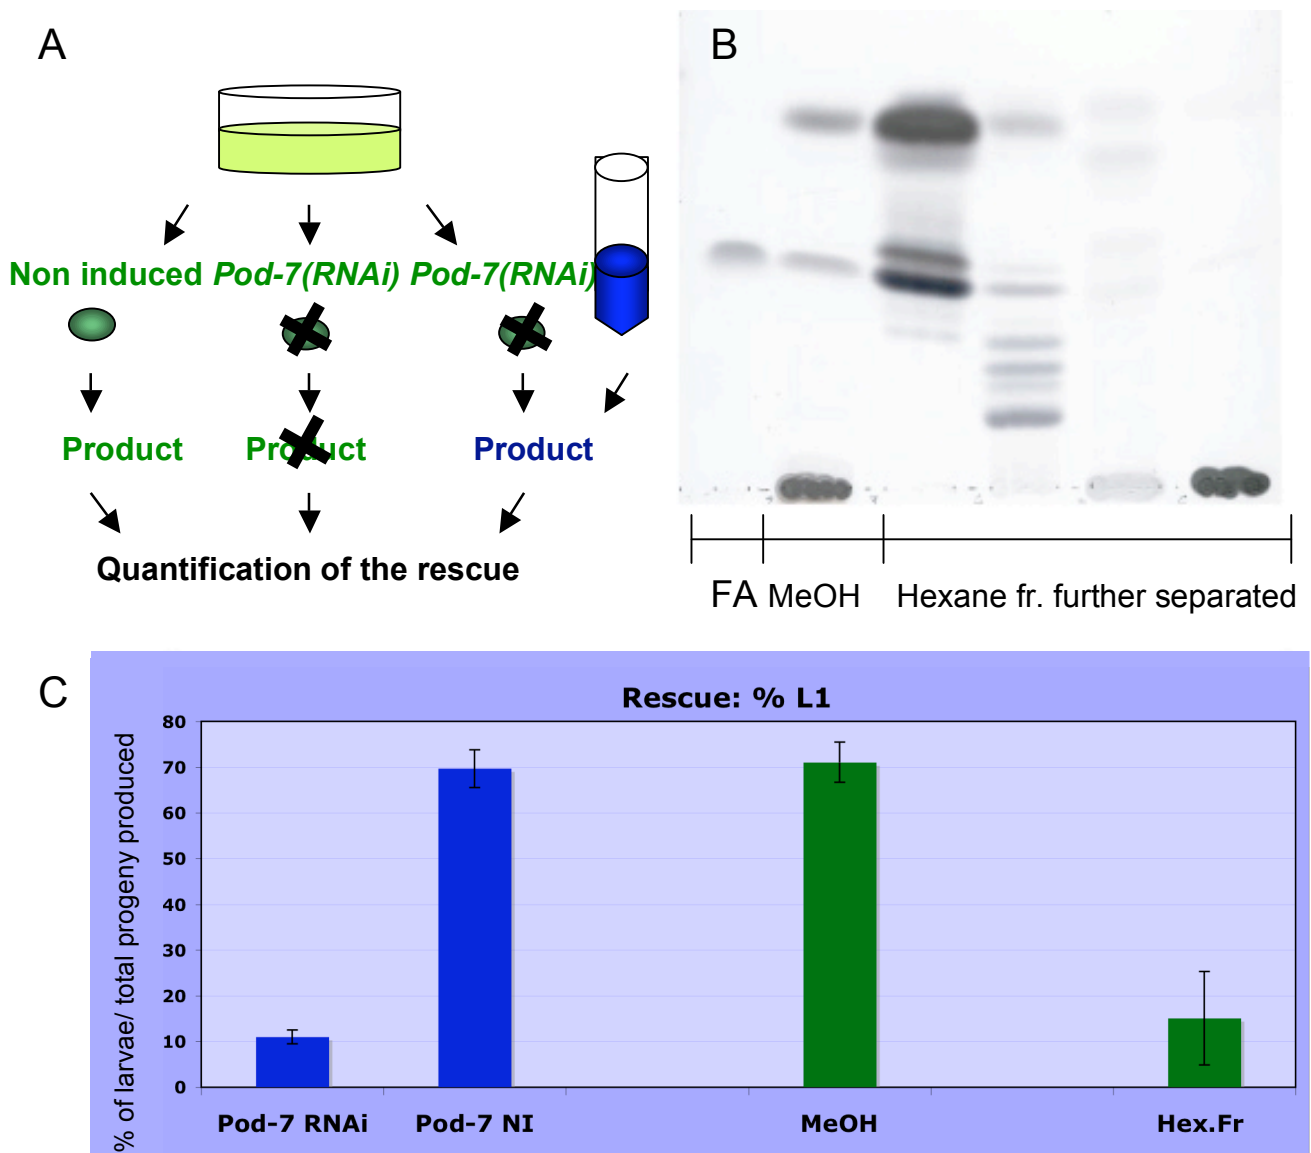 A
Non induced Pod-7(RNAi) Pod-7(RNAi)
Product Product Product
Quantification of the rescue
B
FA MeOH Hexane fr. further separated
C
Rescue: % L1
% of larvae/ total progeny produced
80
70
60
50
40
30
20
10
0
Pod-7 RNAi Pod-7 NI MeOH Hex.Fr